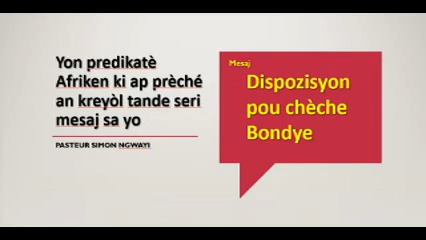 Yon predikatè
Afriken ki ap prèché
an kreyòl tande seri
mesaj sa yo
PASTEUR SIMON NGWAYI
Mesaj
Dispozisyon
pou chèche
Bondye